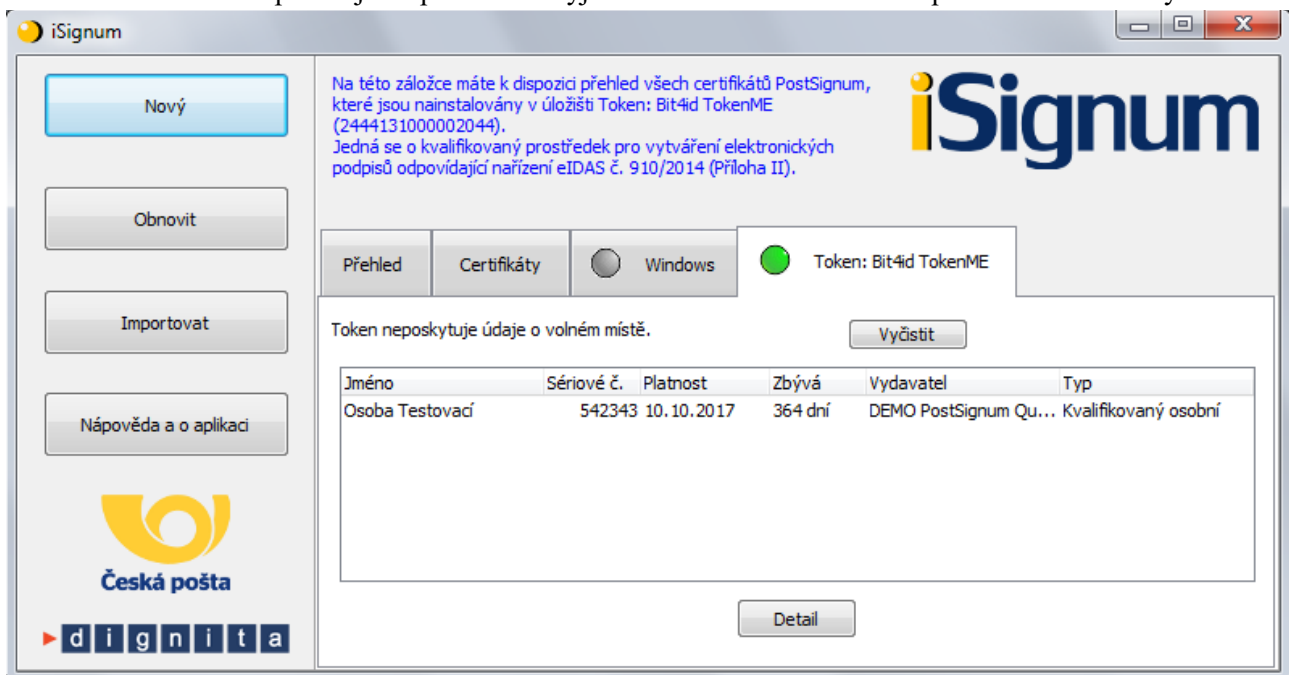 iSignum
Nový
Obnovit
Importovat
Nápověda a o aplikaci
Česká pošta
dignita
Na této záložce máte k dispozici přehled všech certifikátů PostSignum,
které jsou nainstalovány v úložišti Token: Bit4id TokenME
(2444131000002044).
Jedná se o kvalifikovaný prostředek pro vytváření elektronických
podpisů odpovídající nařízení eIDAS č. 910/2014 (Příloha II).
iSignum
Přehled Certifikáty Windows Token: Bit4id TokenME
Token neposkytuje údaje o volném místě. Vyčistit
Jméno Sériové č. Platnost Zbývá Vydavatel Typ
Osoba Testovací 542343 10.10.2017 364 dní DEMO PostSignum Qu... Kvalifikovaný osobní
Detail